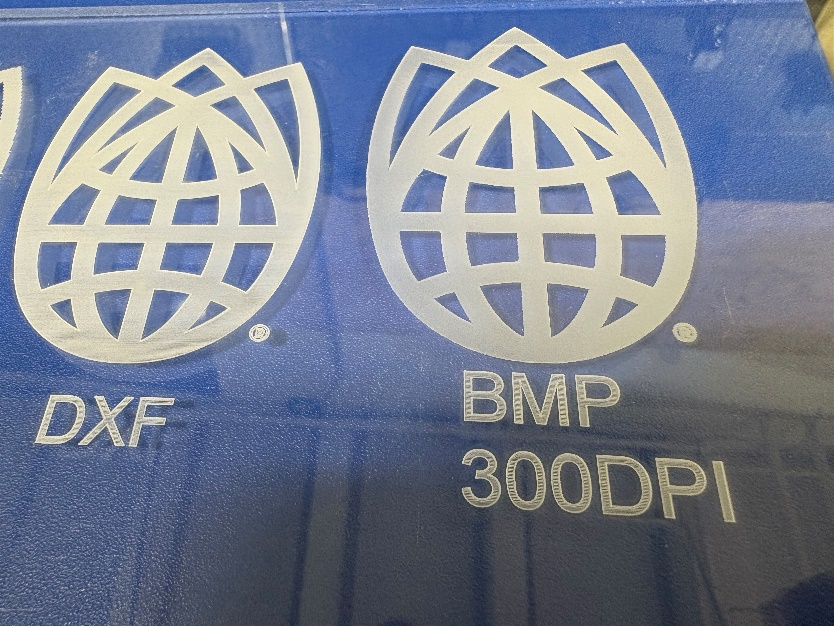 ®
®
DXF
BMP
300DPI